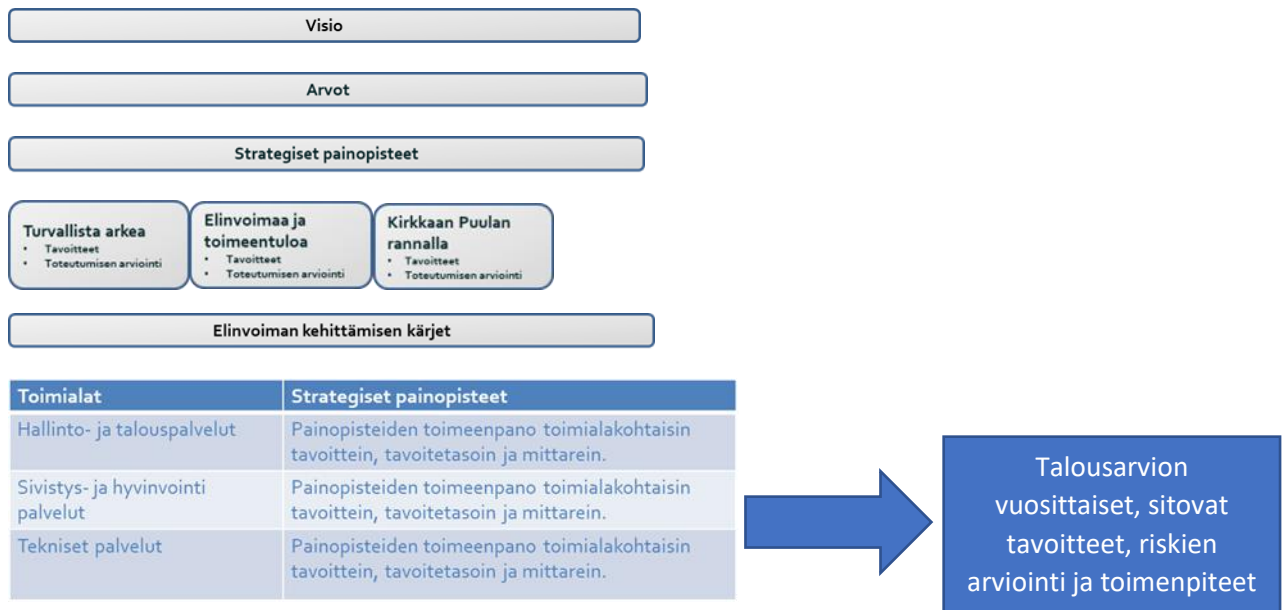 Visio
Arvot
Strategiset painopisteet
Turvallista arkea
• Tavoitteet
• Toteutumisen arviointi
Elinvoimaa ja
toimeentuloa
• Tavoitteet
• Toteutumisen arviointi
Kirkkaan Puulan
rannalla
• Tavoitteet
• Toteutumisen arviointi
Elinvoiman kehittämisen kärjet
Toimialat Strategiset painopisteet
Hallinto- ja talouspalvelut Painopisteiden toimeenpano toimialakohtaisin
tavoittein, tavoitetasoin ja mittarein.
Sivistys- ja hyvinvointi Painopisteiden toimeenpano toimialakohtaisin
palvelut tavoittein, tavoitetasoin ja mittarein.
Tekniset palvelut Painopisteiden toimeenpano toimialakohtaisin
tavoittein, tavoitetasoin ja mittarein.
Talousarvion
vuosittaiset, sitovat
tavoitteet, riskien
arviointi ja toimenpiteet